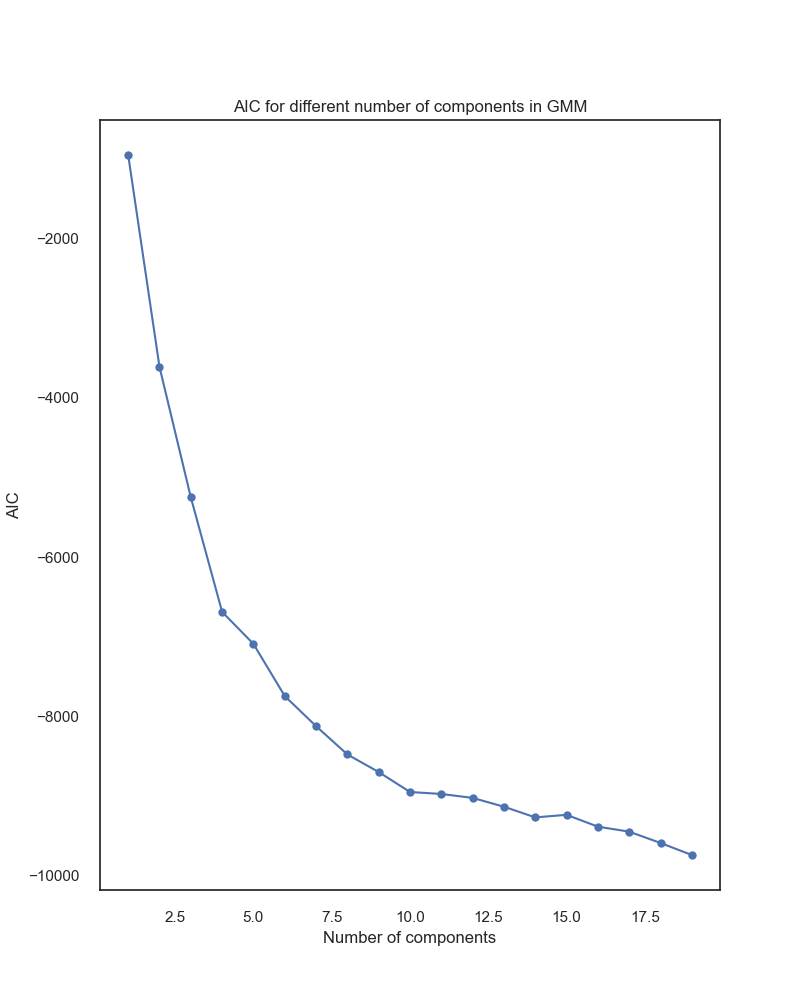 AIC for different number of components in GMM
−2000
−4000
−6000
−8000
−10000
AIC
2.5 5.0 7.5 10.0 12.5 15.0 17.5
Number of components